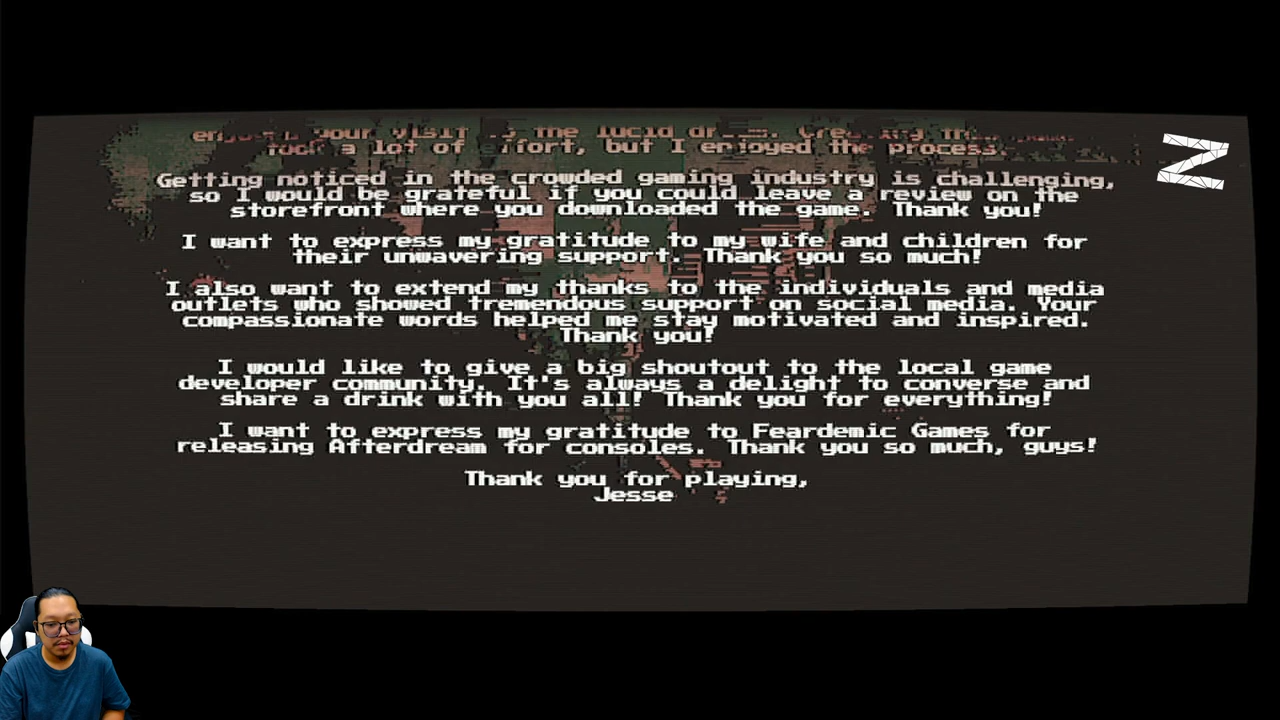 your visit the lucid
took a lot of effort, but I enjoyed the process.
Getting noticed in the crowded gaming industry is challenging,
so I would be grateful if you could leave a review on the
storefront where you downloaded the game. Thank you!
I want to express my gratitude to my wife and children for
their unwavering support. Thank you so much!
I also want to extend my thanks to the individuals and media
outlets who showed tremendous support on social media. Your
compassionate words helped me stay motivated and inspired.
Thank you!
I would like to give a big shoutout to the local game
developer community. It's always a delight to converse and
share a drink with you all! Thank you for everything!
I want to express my gratitude to Feardemic Games for
releasing Afterdream for consoles. Thank you so much, guys!
Thank you for playing,
Jesse
N